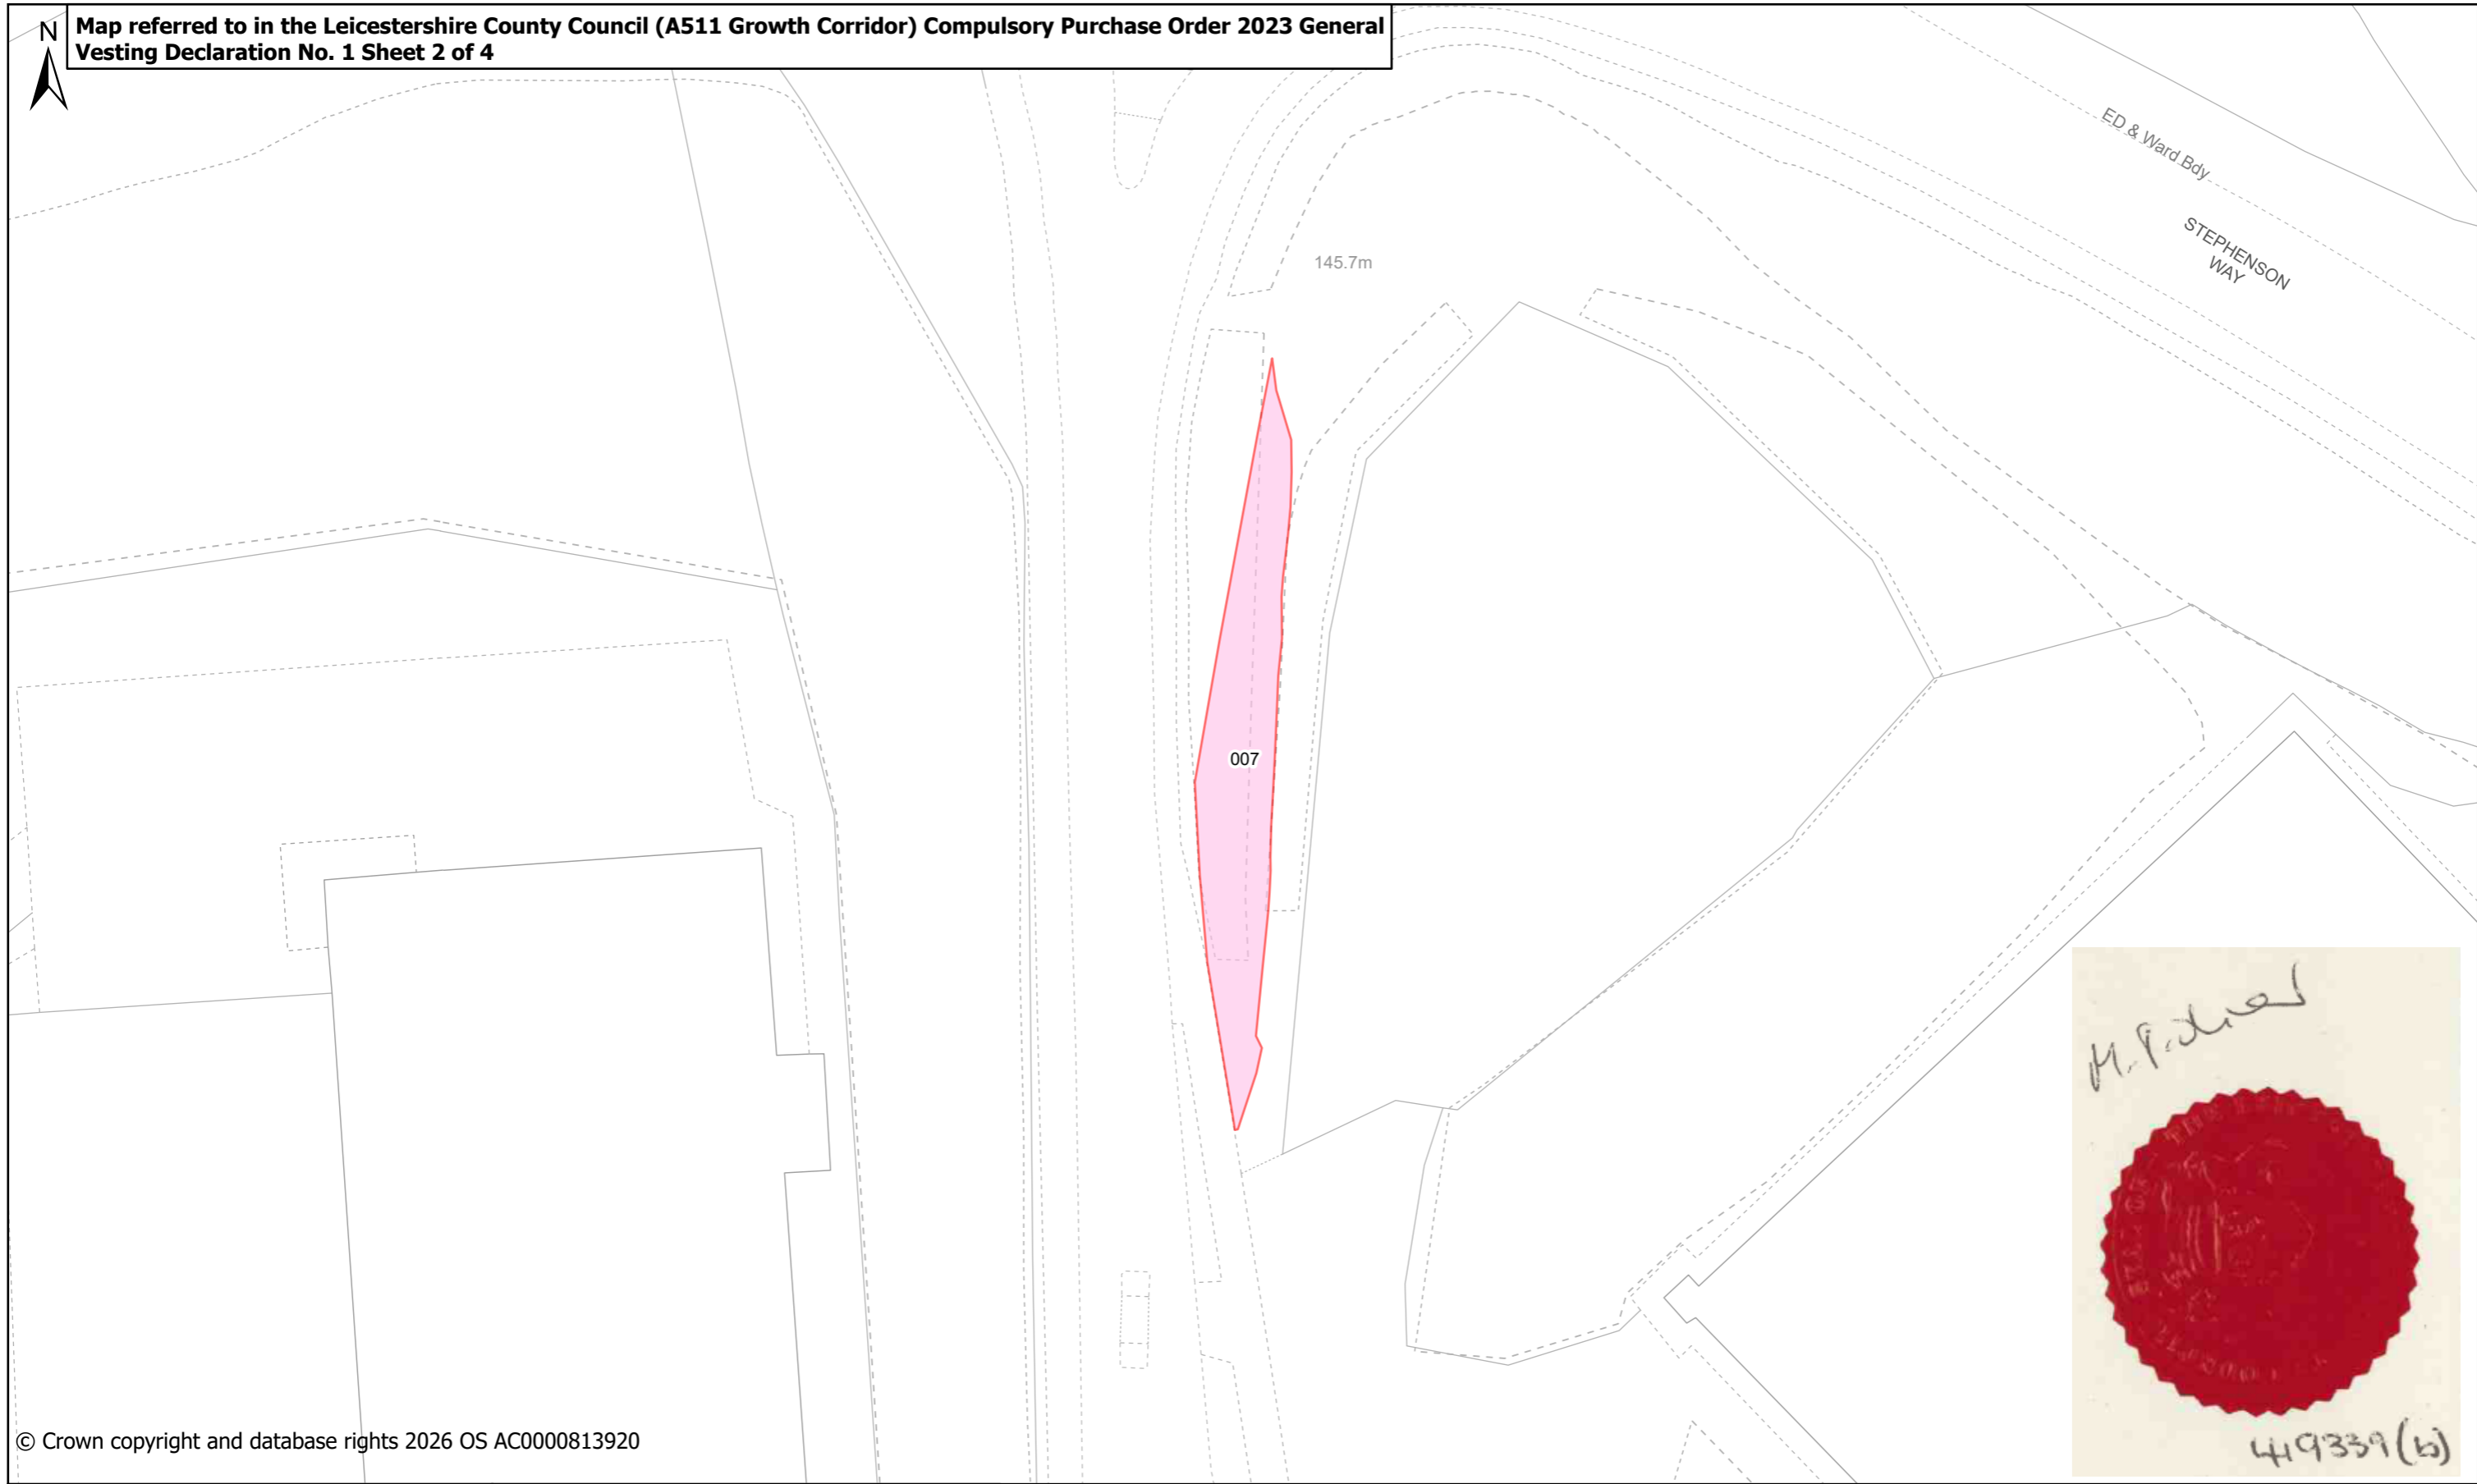 Map referred to in the Leicestershire County Council (A511 Growth Corridor) Compulsory Purchase Order 2023 General
Vesting Declaration No. 1 Sheet 2 of 4
N
ED & Ward Bdy
STEPHENSON
WAY
145.7m
007
419339(b)
© Crown copyright and database rights 2026 OS AC0000813920